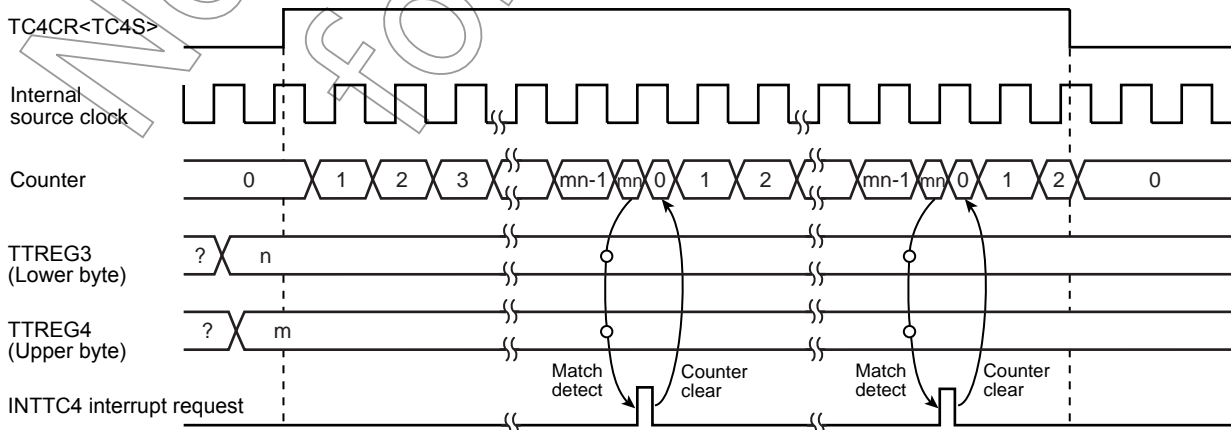 TC4CR<TC4S>
Internal
source clock
Counter
0 1 2 3 mn-1 mn 0 1 2 mn-1 mn 0 1 2 0
TTREG3
(Lower byte)
? n
TTREG4
(Upper byte)
? m
Match
detect
Counter
clear
Match
detect
Counter
clear
INTTC4 interrupt request